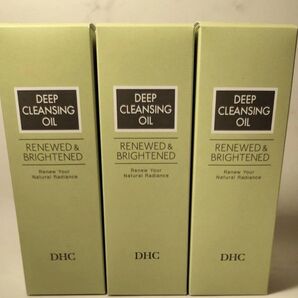 DEEP
CLEANSING
OIL
RENEWED &
BRIGHTENED
Renew Your
Natural Radiance
DHC
DEEP
CLEANSING
OIL
RENEWED &
BRIGHTENED
Renew Your
Natural Radiance
DHC
DEEP
CLEANSING
OIL
RENEWED &
BRIGHTENED
Renew Your
Natural Radiance
DHC